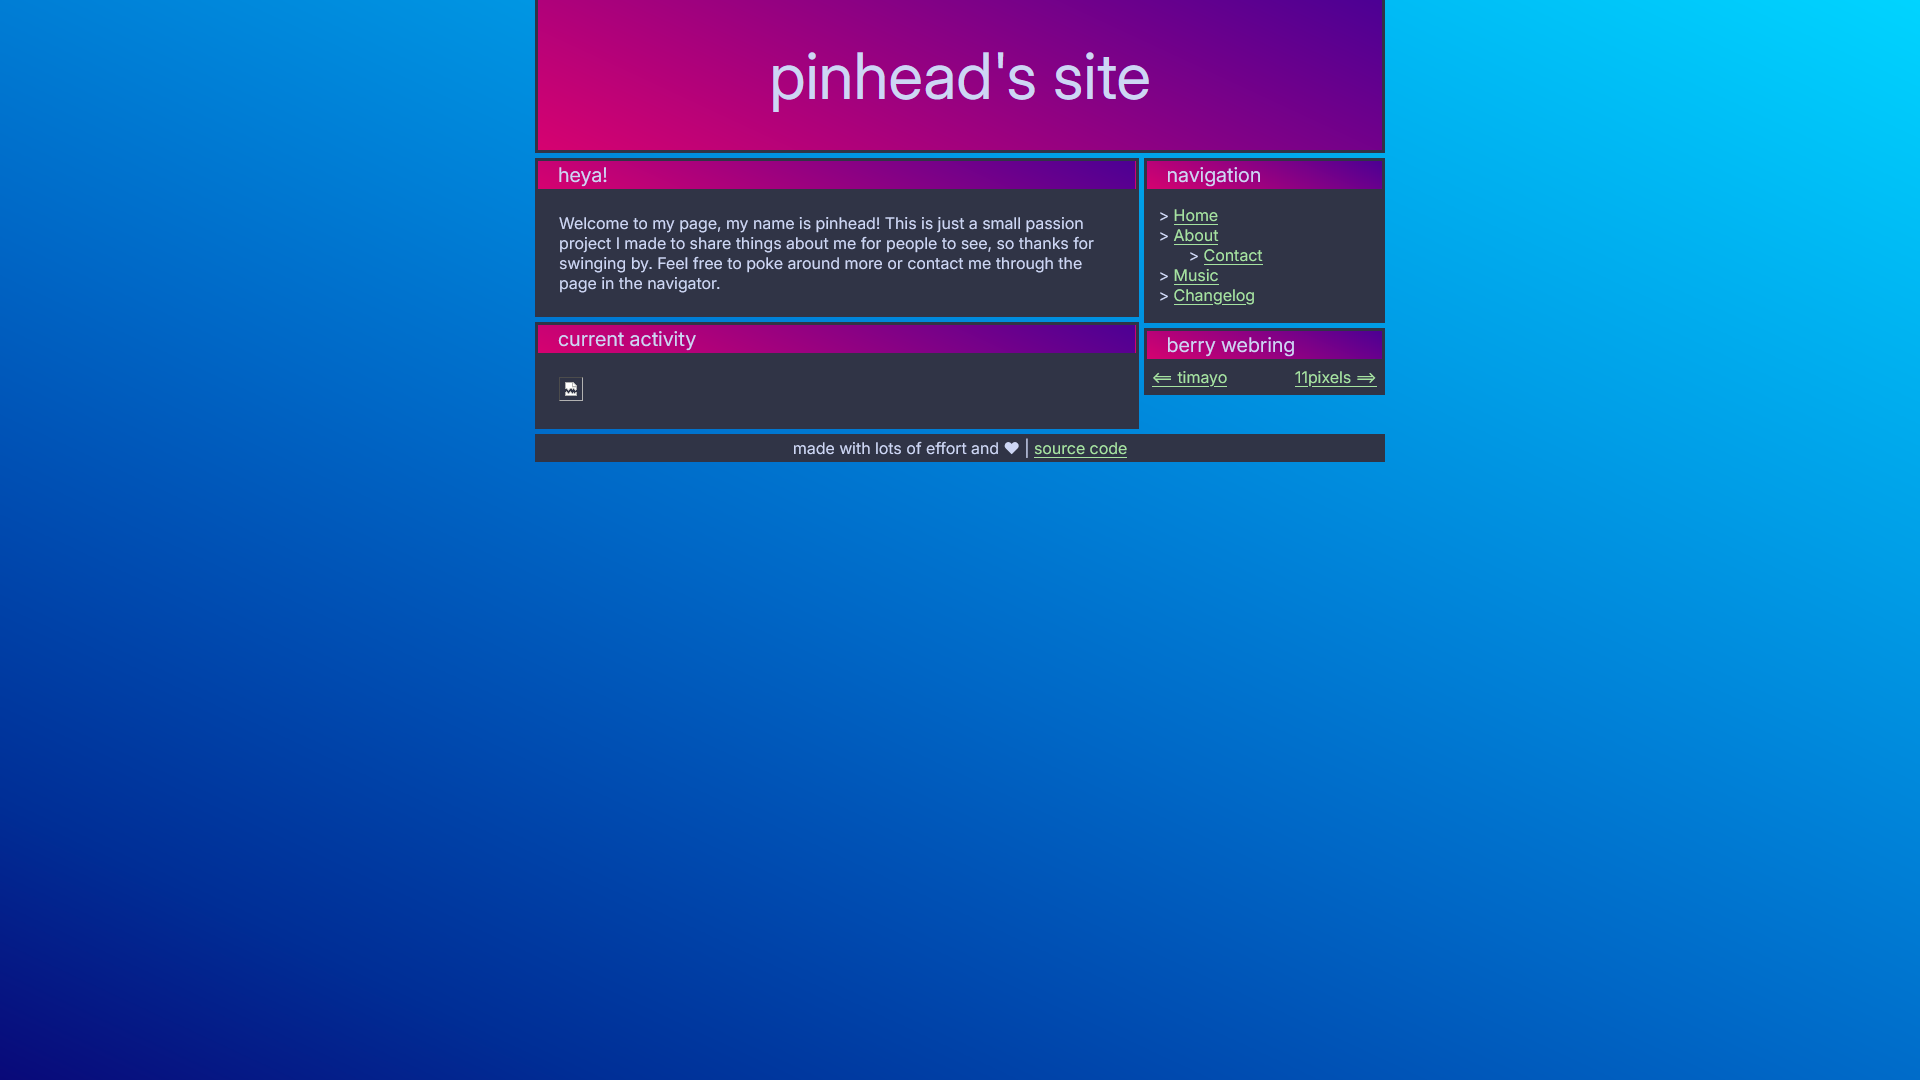 pinhead's site
heya!
Welcome to my page, my name is pinhead! This is just a small passion
project I made to share things about me for people to see, so thanks for
swinging by. Feel free to poke around more or contact me through the
page in the navigator.
current activity
navigation
> Home
> About
> Contact
> Music
> Changelog
berry webring
⟸ timayo
11pixels ⟹
made with lots of effort and ♥ | source code